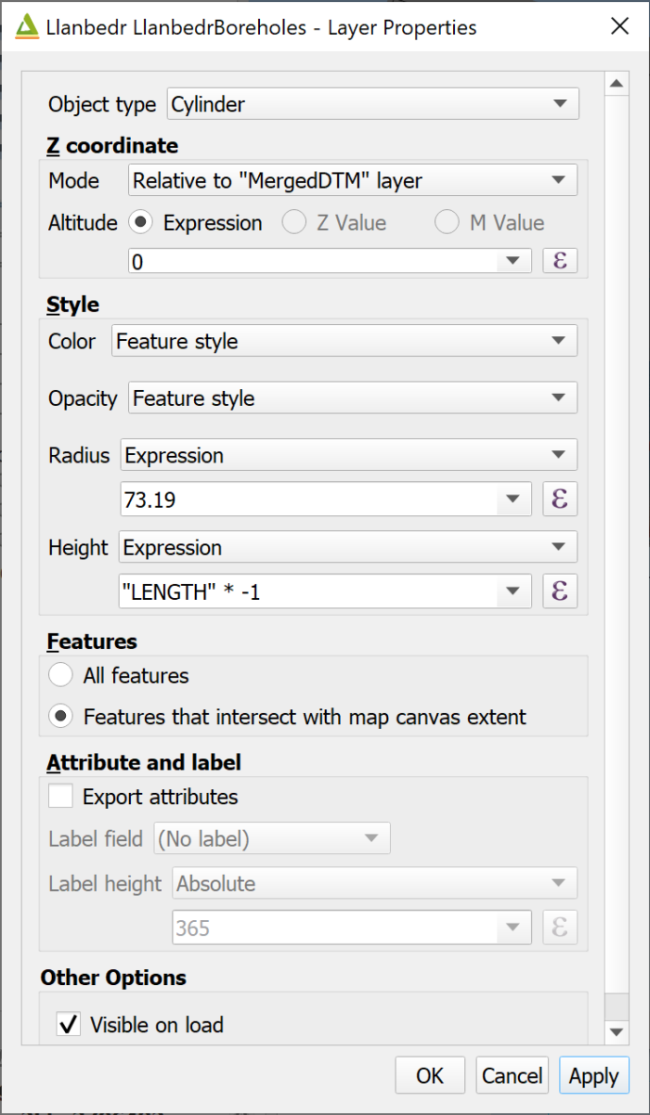 Llanbedr LlanbedrBoreholes - Layer Properties
Object type Cylinder
Z coordinate
Mode Relative to "MergedDTM" layer
Altitude Expression Z Value M Value
0 ε
Style
Color Feature style
Opacity Feature style
Radius Expression
73.19 ε
Height Expression
"LENGTH" * -1 ε
Features
All features
Features that intersect with map canvas extent
Attribute and label
Export attributes
Label field (No label)
Label height Absolute
365 ε
Other Options
Visible on load
OK Cancel Apply